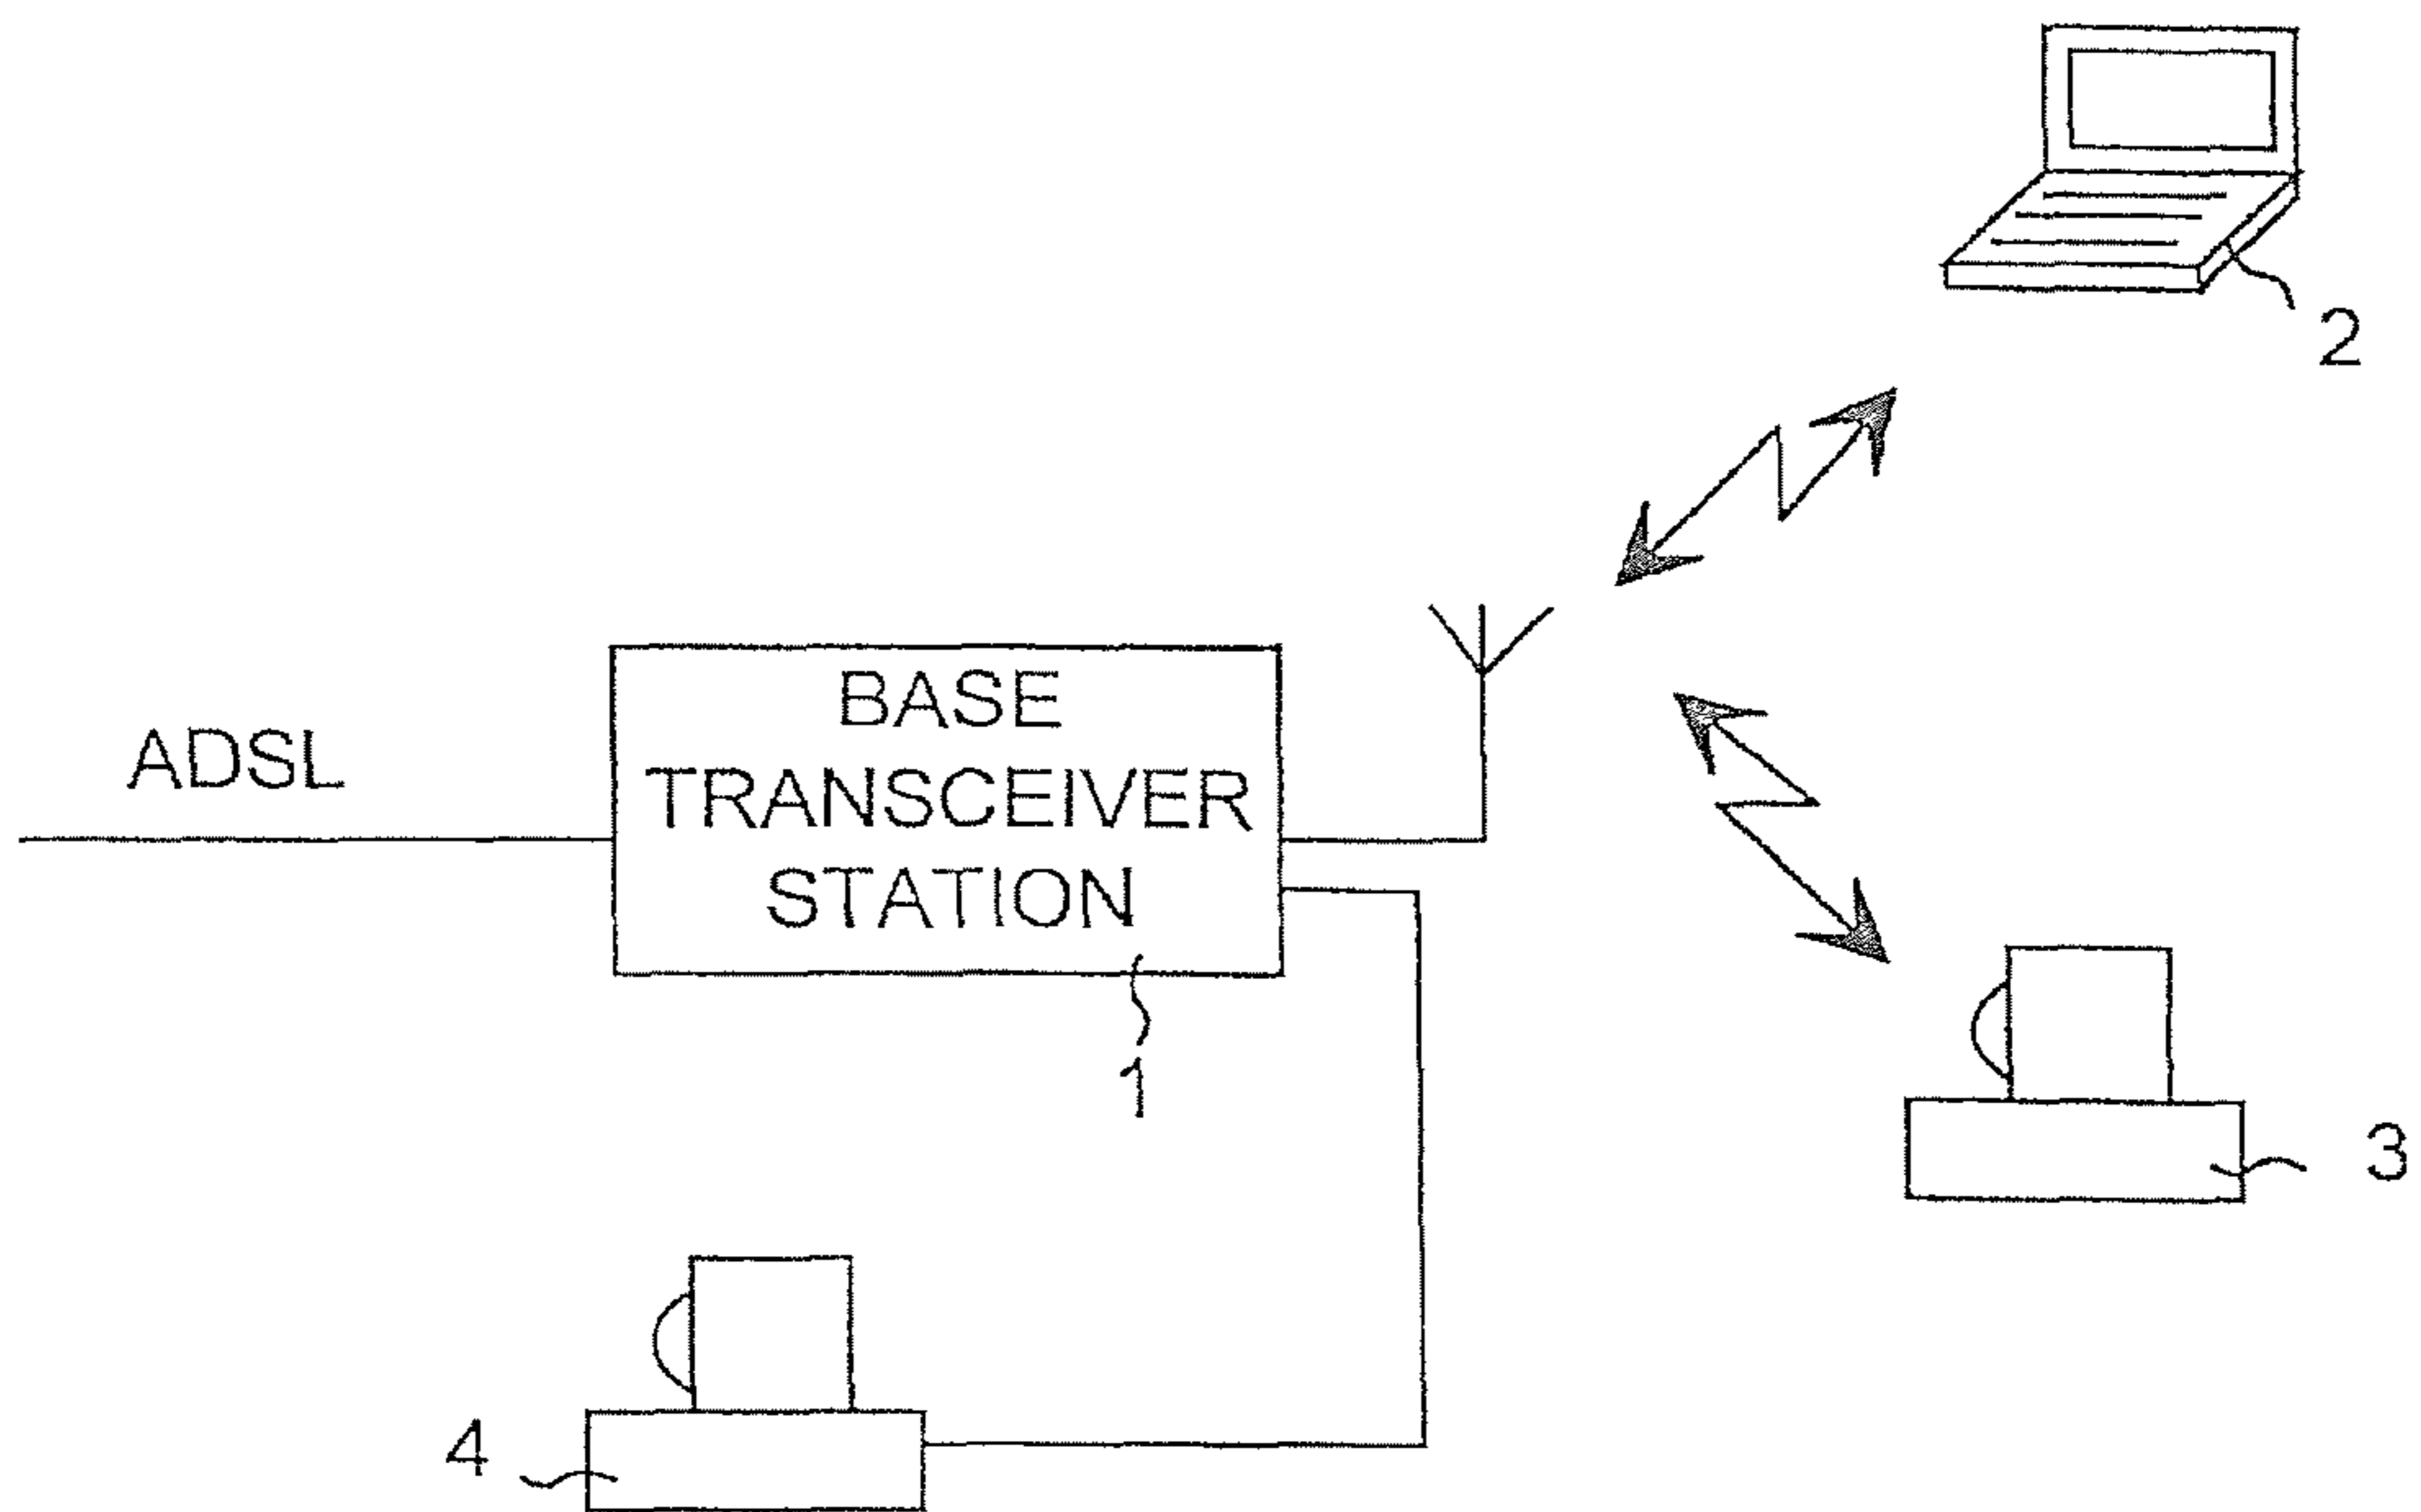 2
ADSL
BASE
TRANSCEIVER
STATION
1
3
4